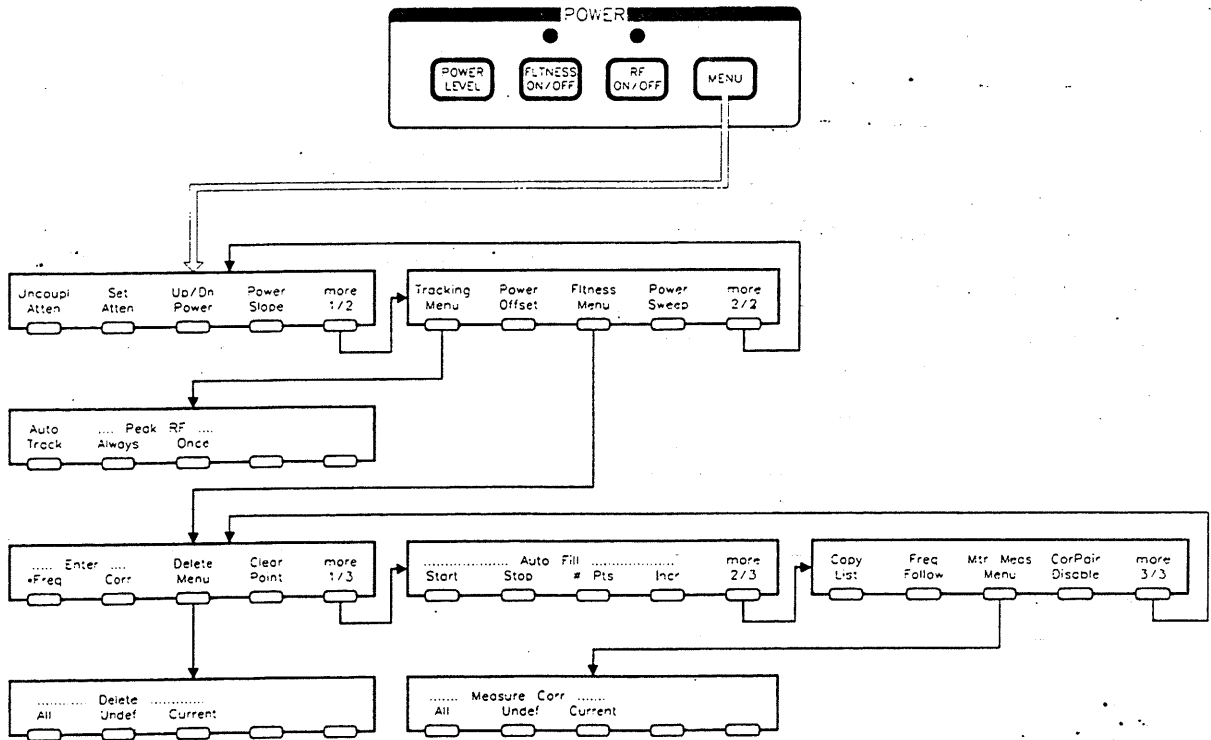 POWER
POWER LEVEL
FLTNESS ON/OFF
RF ON/OFF
MENU
Uncoupl Atten
Set Atten
Up/Dn Power
Power Slope
more 1/2
Tracking Menu
Power Offset
Fltness Menu
Power Sweep
more 2/2
Auto Track
.... Peak RF ....
Always
Once
..... Enter ....
*Freq
Corr
Delete Menu
Clear Point
more 1/3
.................... Auto Fill ....................
Start
Stop
# Pts
Incr
more 2/3
Copy List
Freq Follow
Mtr Meas Menu
CorPair Disable
more 3/3
............ Delete .............
All
Undef
Current
....... Measure Corr .......
All
Undef
Current